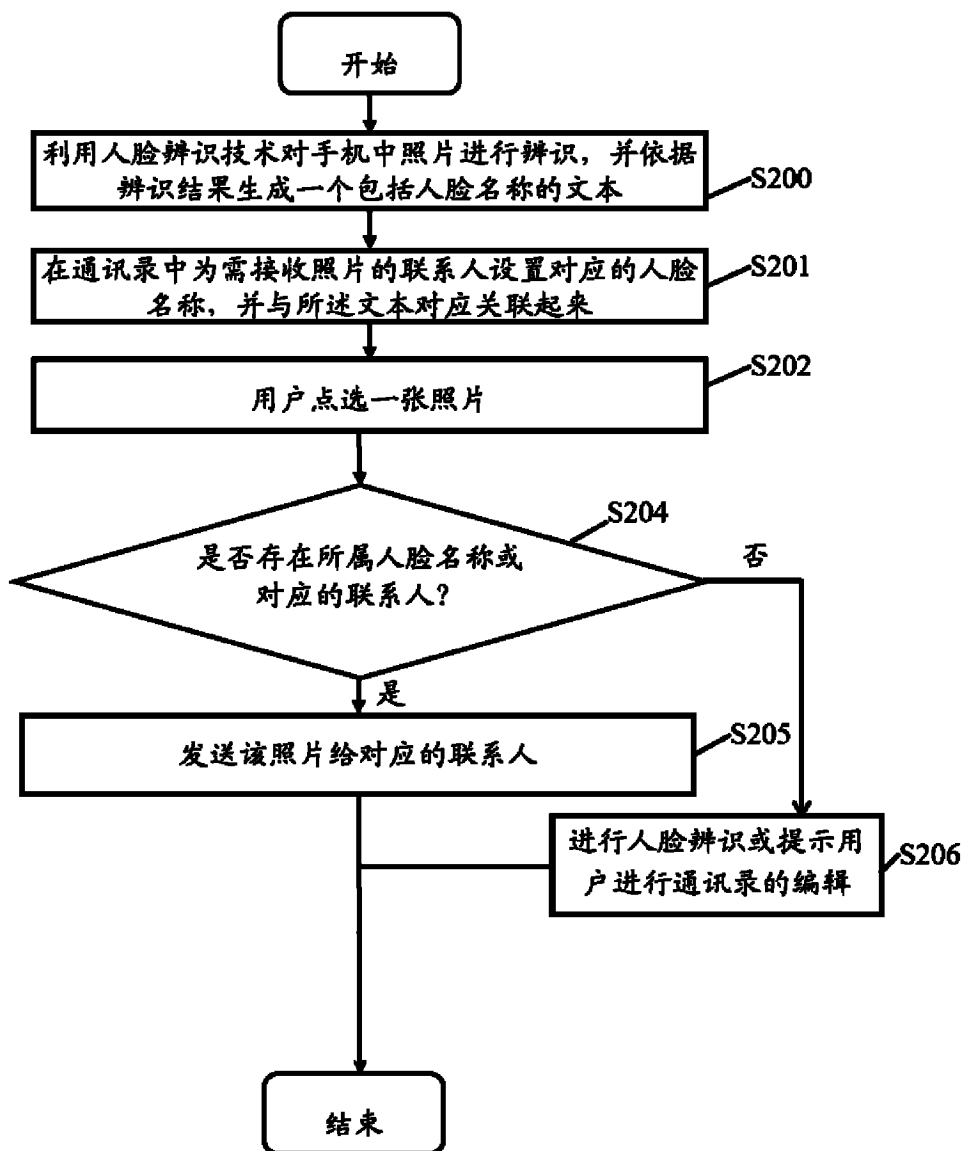 开始
利用人脸辨识技术对手机中照片进行辨识，并依据
辨识结果生成一个包括人脸名称的文本
S200
在通讯录中为需接收照片的联系人设置对应的人脸
名称，并与所述文本对应关联起来
S201
用户点选一张照片
S202
S204
是否存在所属人脸名称或
对应的联系人？
否
是
发送该照片给对应的联系人
S205
进行人脸辨识或提示用
户进行通讯录的编辑
S206
结束